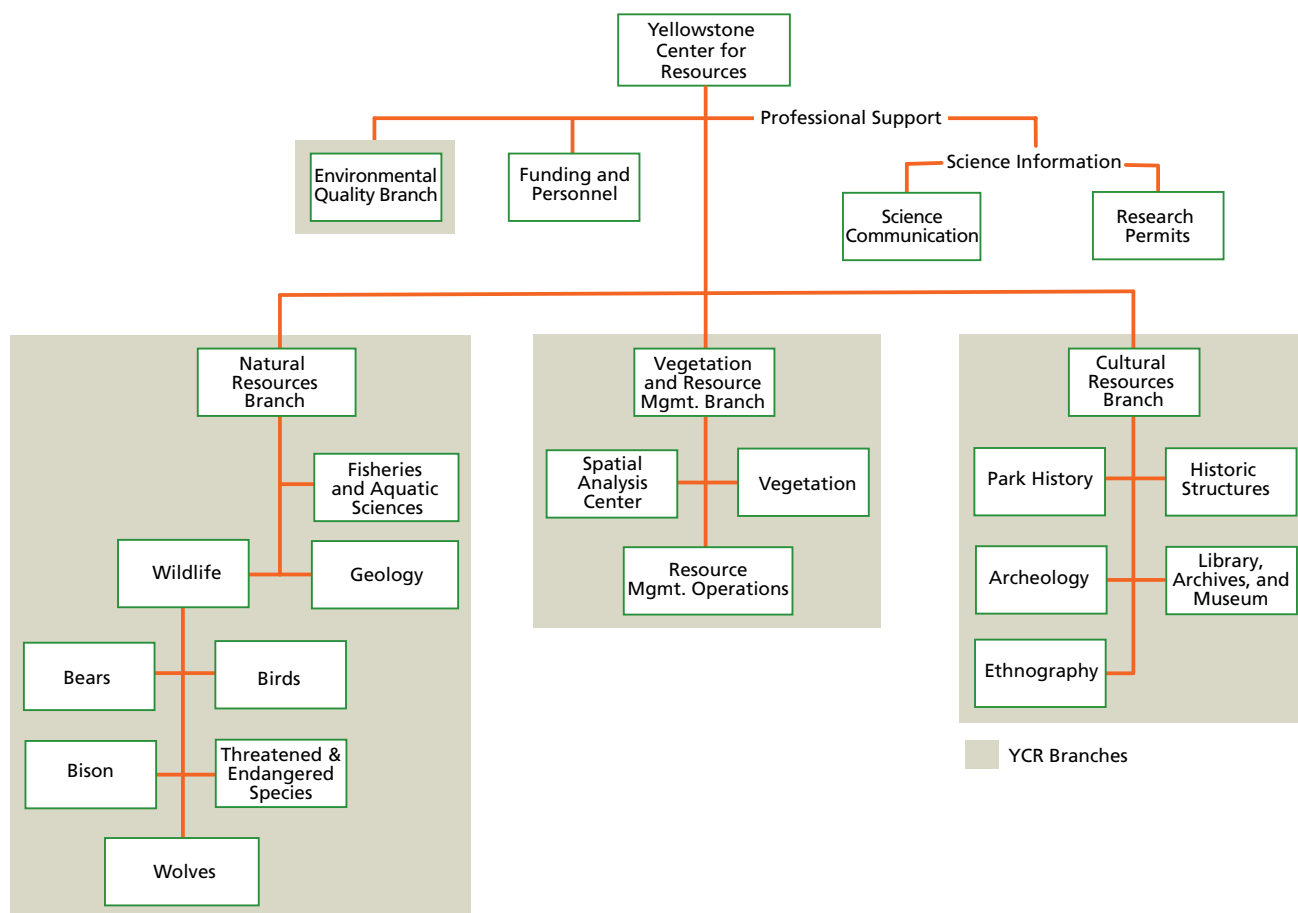 Yellowstone
Center for
Resources
Professional Support
Environmental
Quality Branch
Funding and
Personnel
Science Information
Science
Communication
Research
Permits
Natural
Resources
Branch
Fisheries
and Aquatic
Sciences
Wildlife
Geology
Bears
Birds
Bison
Threatened &
Endangered
Species
Wolves
Vegetation
and Resource
Mgmt. Branch
Spatial
Analysis
Center
Vegetation
Resource
Mgmt. Operations
Cultural
Resources
Branch
Park History
Historic
Structures
Archeology
Library,
Archives, and
Museum
Ethnography
YCR Branches